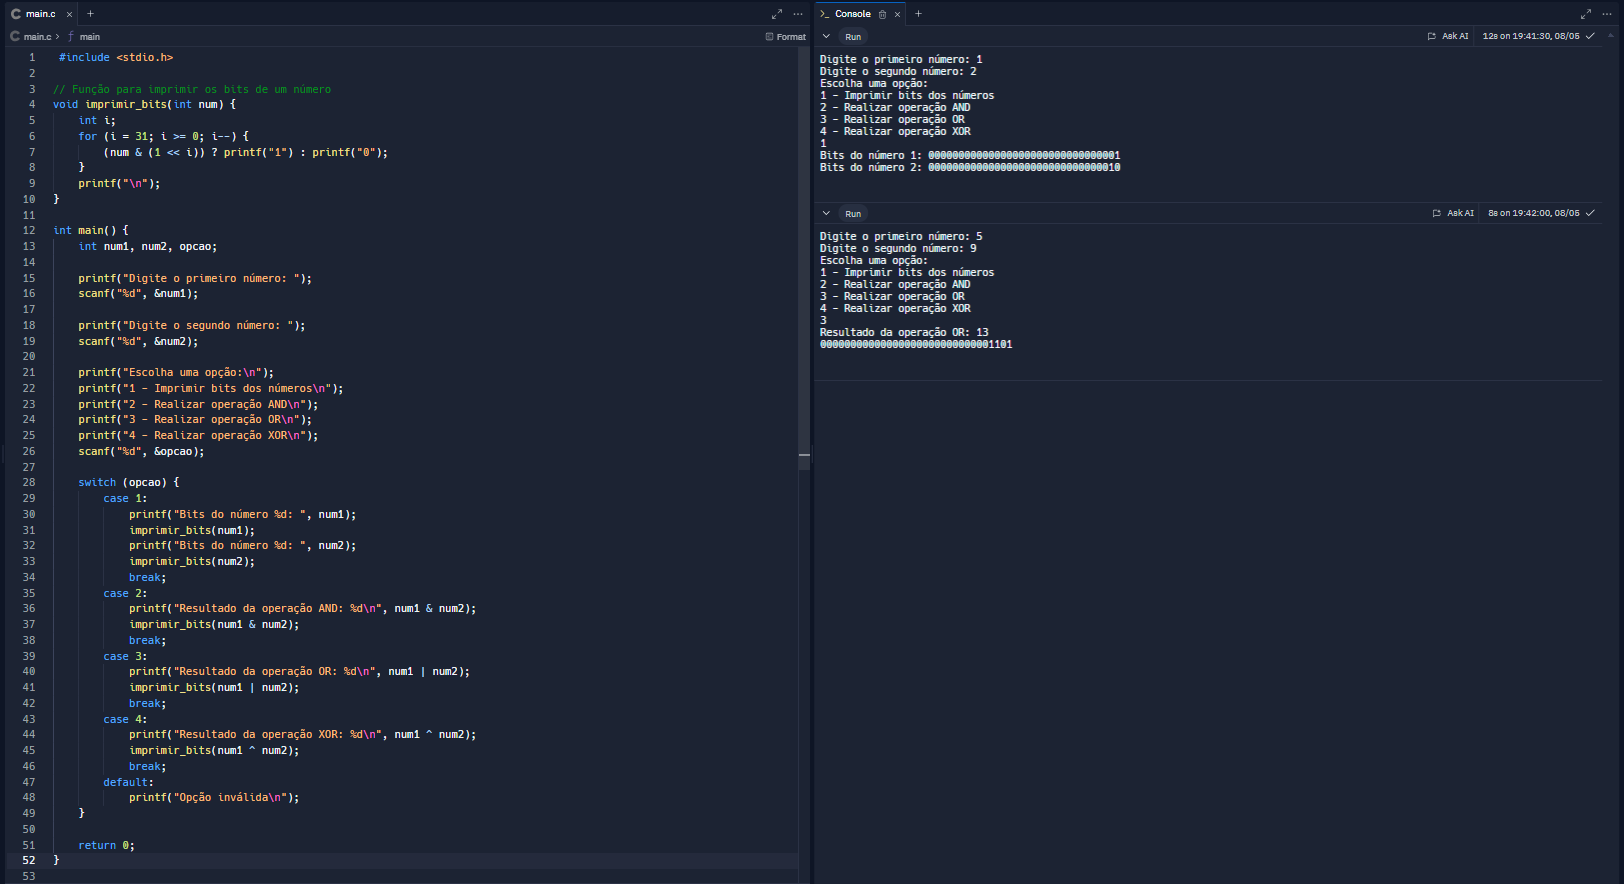 main.c
main.c > f main
Format
1 #include <stdio.h>
2
3 // Função para imprimir os bits de um número
4 void imprimir_bits(int num) {
5     int i;
6     for (i = 31; i >= 0; i--) {
7         (num & (1 << i)) ? printf("1") : printf("0");
8     }
9     printf("\n");
10 }
11
12 int main() {
13     int num1, num2, opcao;
14
15     printf("Digite o primeiro número: ");
16     scanf("%d", &num1);
17
18     printf("Digite o segundo número: ");
19     scanf("%d", &num2);
20
21     printf("Escolha uma opção:\n");
22     printf("1 - Imprimir bits dos números\n");
23     printf("2 - Realizar operação AND\n");
24     printf("3 - Realizar operação OR\n");
25     printf("4 - Realizar operação XOR\n");
26     scanf("%d", &opcao);
27
28     switch (opcao) {
29         case 1:
30             printf("Bits do número %d: ", num1);
31             imprimir_bits(num1);
32             printf("Bits do número %d: ", num2);
33             imprimir_bits(num2);
34             break;
35         case 2:
36             printf("Resultado da operação AND: %d\n", num1 & num2);
37             imprimir_bits(num1 & num2);
38             break;
39         case 3:
40             printf("Resultado da operação OR: %d\n", num1 | num2);
41             imprimir_bits(num1 | num2);
42             break;
43         case 4:
44             printf("Resultado da operação XOR: %d\n", num1 ^ num2);
45             imprimir_bits(num1 ^ num2);
46             break;
47         default:
48             printf("Opção inválida\n");
49     }
50
51     return 0;
52 }
53
Console
Run
Ask AI
12s on 19:41:30, 08/05
Digite o primeiro número: 1
Digite o segundo número: 2
Escolha uma opção:
1 - Imprimir bits dos números
2 - Realizar operação AND
3 - Realizar operação OR
4 - Realizar operação XOR
1
Bits do número 1: 00000000000000000000000000000001
Bits do número 2: 00000000000000000000000000000010
Run
Ask AI
8s on 19:42:00, 08/05
Digite o primeiro número: 5
Digite o segundo número: 9
Escolha uma opção:
1 - Imprimir bits dos números
2 - Realizar operação AND
3 - Realizar operação OR
4 - Realizar operação XOR
3
Resultado da operação OR: 13
00000000000000000000000000001101